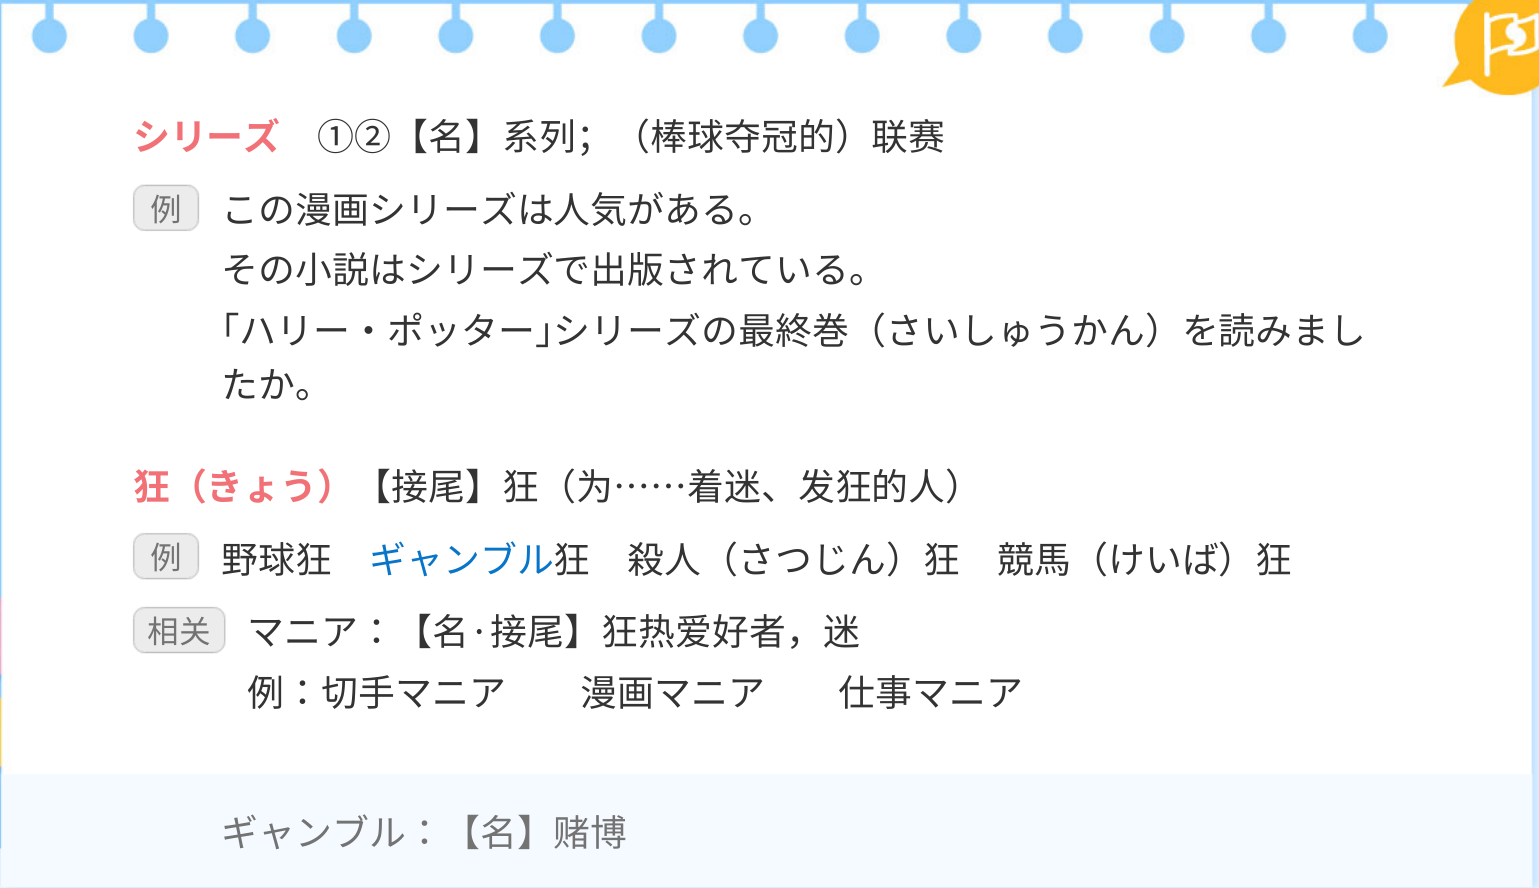 シリーズ ①②【名】系列；（棒球夺冠的）联赛
例 この漫画シリーズは人気がある。
その小説はシリーズで出版されている。
「ハリー・ポッター」シリーズの最終巻（さいしゅうかん）を読みまし
たか。
狂（きょう）【接尾】狂（为……着迷、发狂的人）
例 野球狂 ギャンブル狂 殺人（さつじん）狂 競馬（けいば）狂
相关 マニア：【名·接尾】狂热爱好者，迷
例：切手マニア 漫画マニア 仕事マニア
ギャンブル：【名】赌博